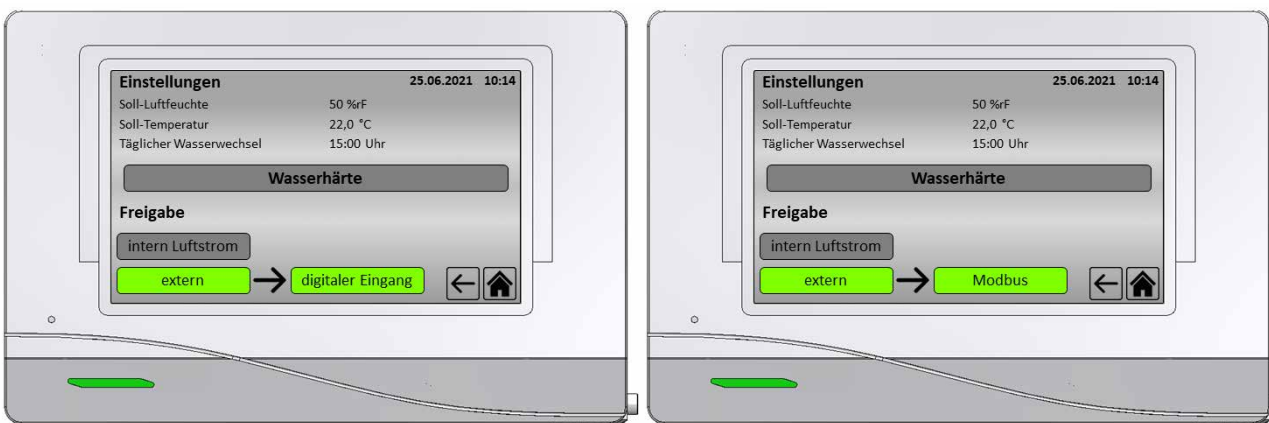 Einstellungen 25.06.2021 10:14
Soll-Luftfeuchte 50 %rF
Soll-Temperatur 22,0 °C
Täglicher Wasserwechsel 15:00 Uhr
Wasserhärte
Freigabe
intern Luftstrom
extern digitaler Eingang
Einstellungen 25.06.2021 10:14
Soll-Luftfeuchte 50 %rF
Soll-Temperatur 22,0 °C
Täglicher Wasserwechsel 15:00 Uhr
Wasserhärte
Freigabe
intern Luftstrom
extern Modbus